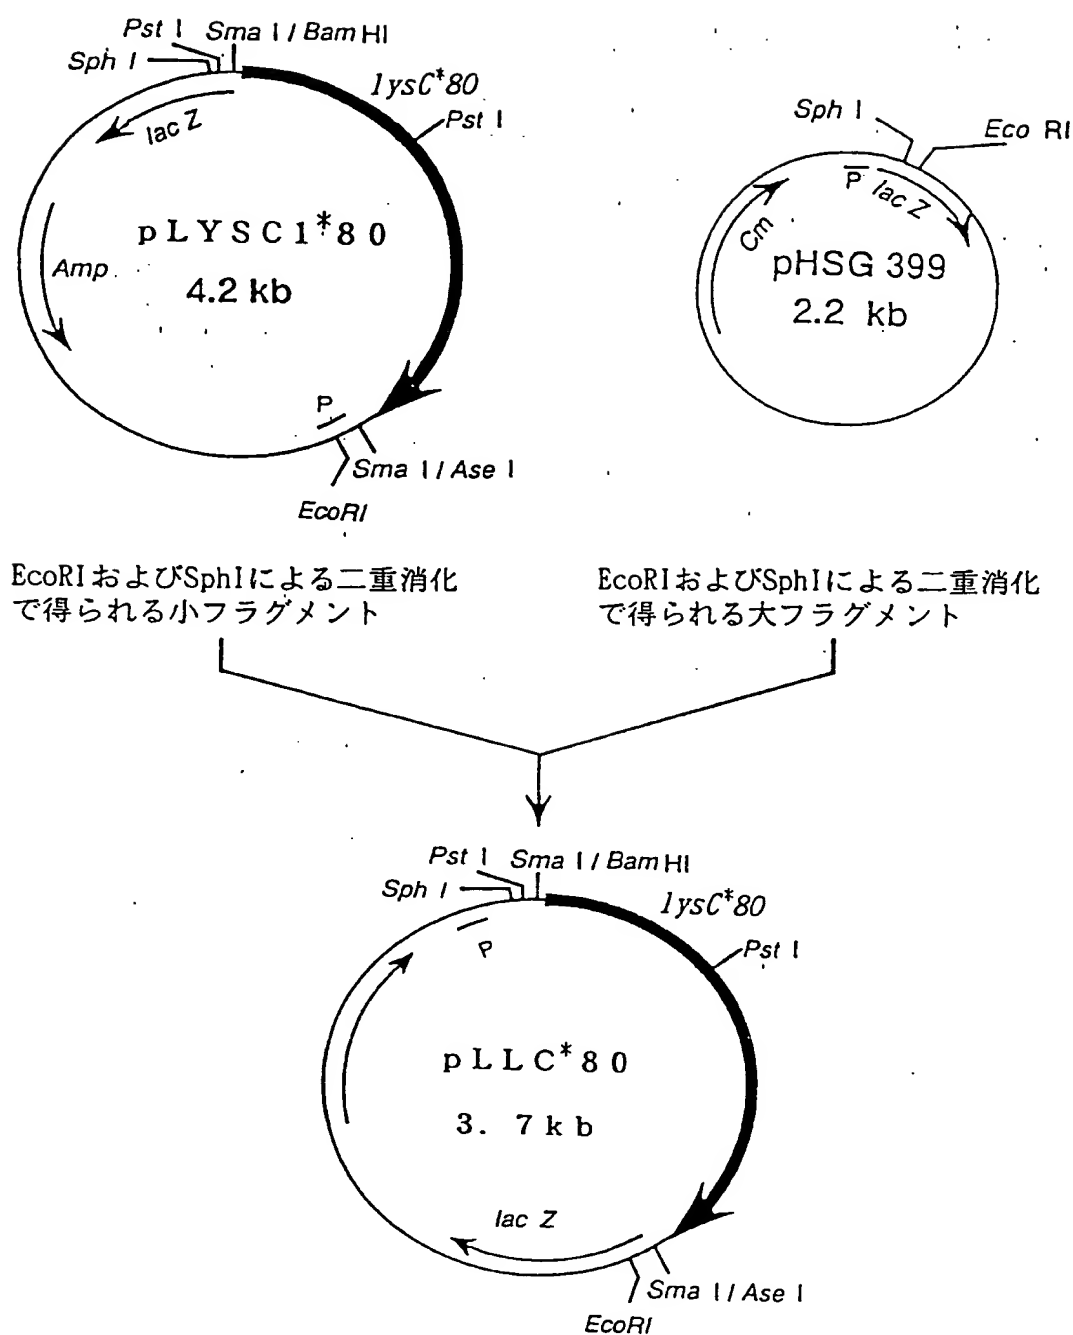 Pst I
Sma I / Bam HI
Sph I
lysC*80
Pst I
lac Z
pLYSC1*80
4.2 kb
Amp
P
Sma I / Ase I
EcoRI
Sph I
Eco RI
P
lac Z
Cm
pHSG 399
2.2 kb
EcoRIおよびSphIによる二重消化
で得られる小フラグメント
EcoRIおよびSphIによる二重消化
で得られる大フラグメント
Pst I
Sma I / Bam HI
Sph I
lysC*80
Pst I
P
pLLC*80
3. 7kb
lac Z
Sma I / Ase I
EcoRI